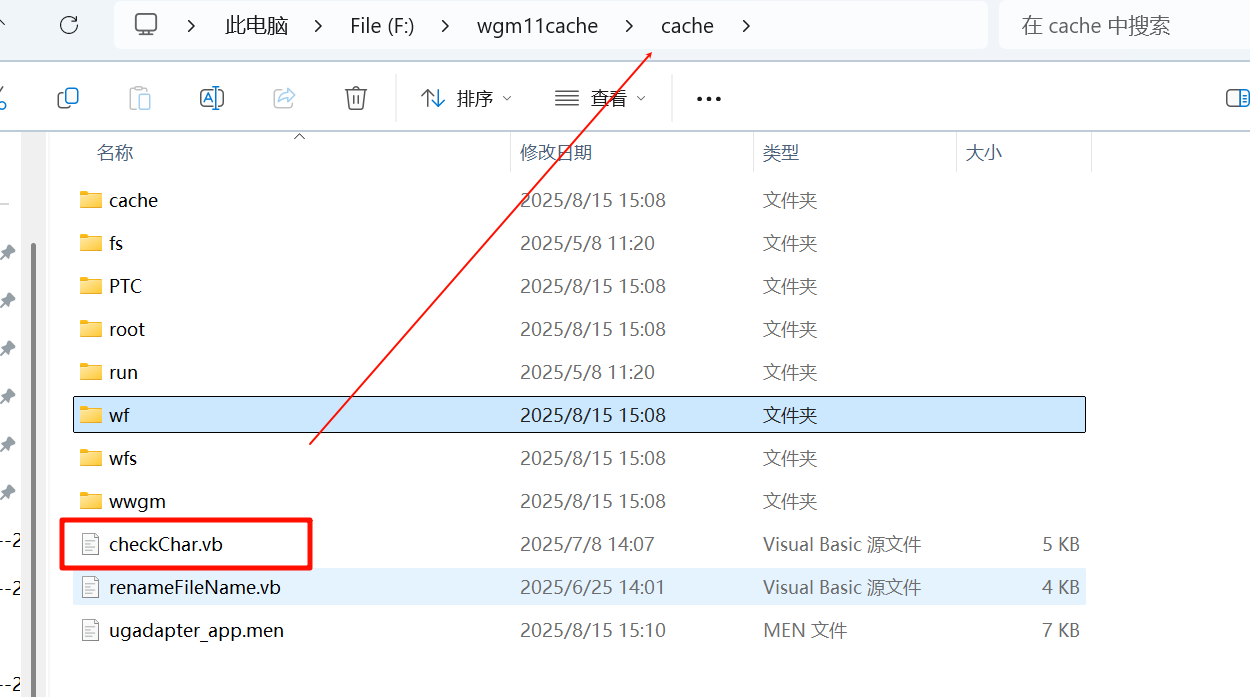 此电脑 File (F:) wgm11cache cache 在 cache 中搜索
排序 查看
名称 修改日期 类型 大小
cache 2025/8/15 15:08 文件夹
fs 2025/5/8 11:20 文件夹
PTC 2025/8/15 15:08 文件夹
root 2025/8/15 15:08 文件夹
run 2025/5/8 11:20 文件夹
wf 2025/8/15 15:08 文件夹
wfs 2025/8/15 15:08 文件夹
wwgm 2025/8/15 15:08 文件夹
--2 checkChar.vb 2025/7/8 14:07 Visual Basic 源文件 5 KB
--2 renameFileName.vb 2025/6/25 14:01 Visual Basic 源文件 4 KB
ugadapter_app.men 2025/8/15 15:10 MEN 文件 7 KB
--2